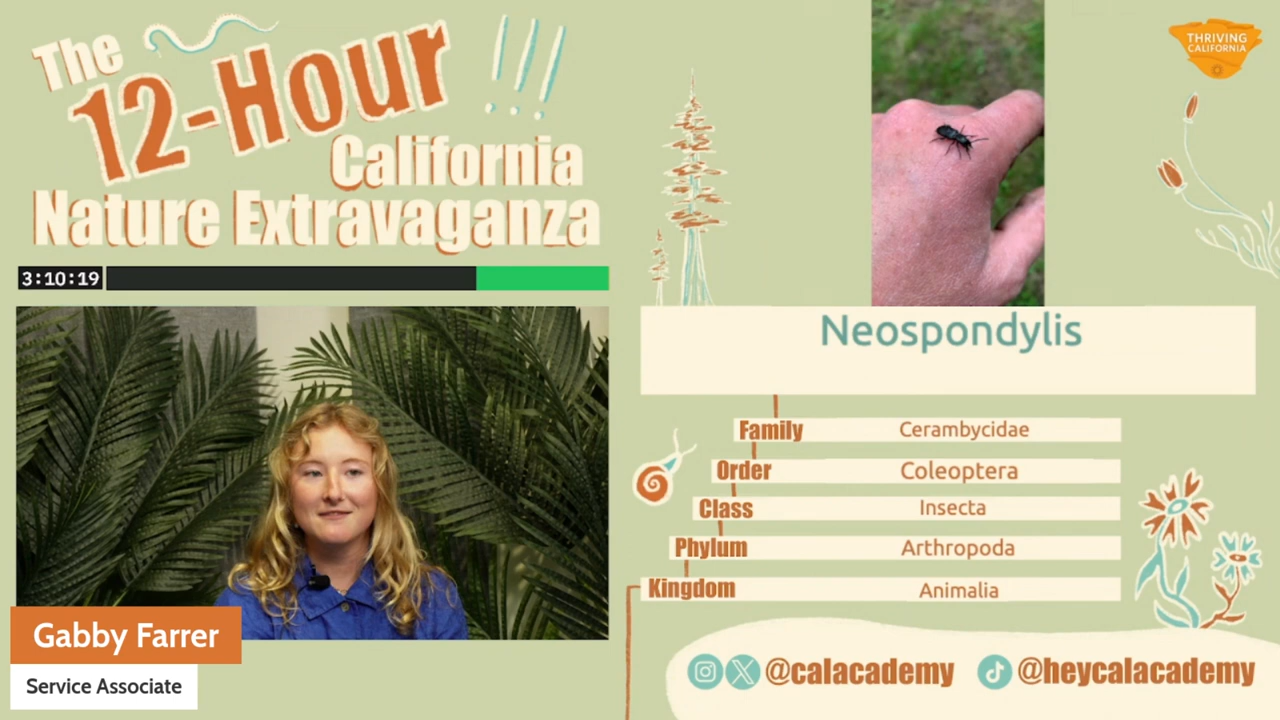 The
12-Hour
!!!
California
Nature Extravaganza
3:10:19
THRIVING
CALIFORNIA
Neospondylis
Family Cerambycidae
Order Coleoptera
Class Insecta
Phylum Arthropoda
Kingdom Animalia
Gabby Farrer
Service Associate
@calacademy @heycalacademy